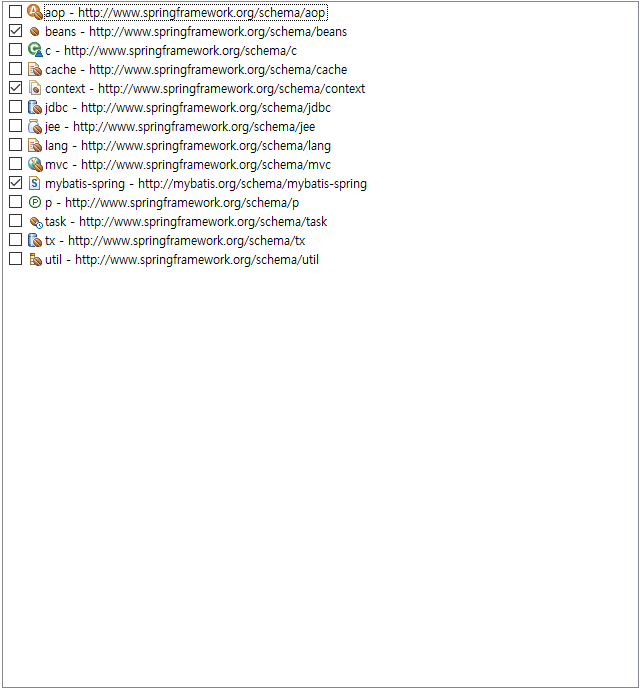 aop - http://www.springframework.org/schema/aop
beans - http://www.springframework.org/schema/beans
c - http://www.springframework.org/schema/c
cache - http://www.springframework.org/schema/cache
context - http://www.springframework.org/schema/context
jdbc - http://www.springframework.org/schema/jdbc
jee - http://www.springframework.org/schema/jee
lang - http://www.springframework.org/schema/lang
mvc - http://www.springframework.org/schema/mvc
mybatis-spring - http://mybatis.org/schema/mybatis-spring
p - http://www.springframework.org/schema/p
task - http://www.springframework.org/schema/task
tx - http://www.springframework.org/schema/tx
util - http://www.springframework.org/schema/util